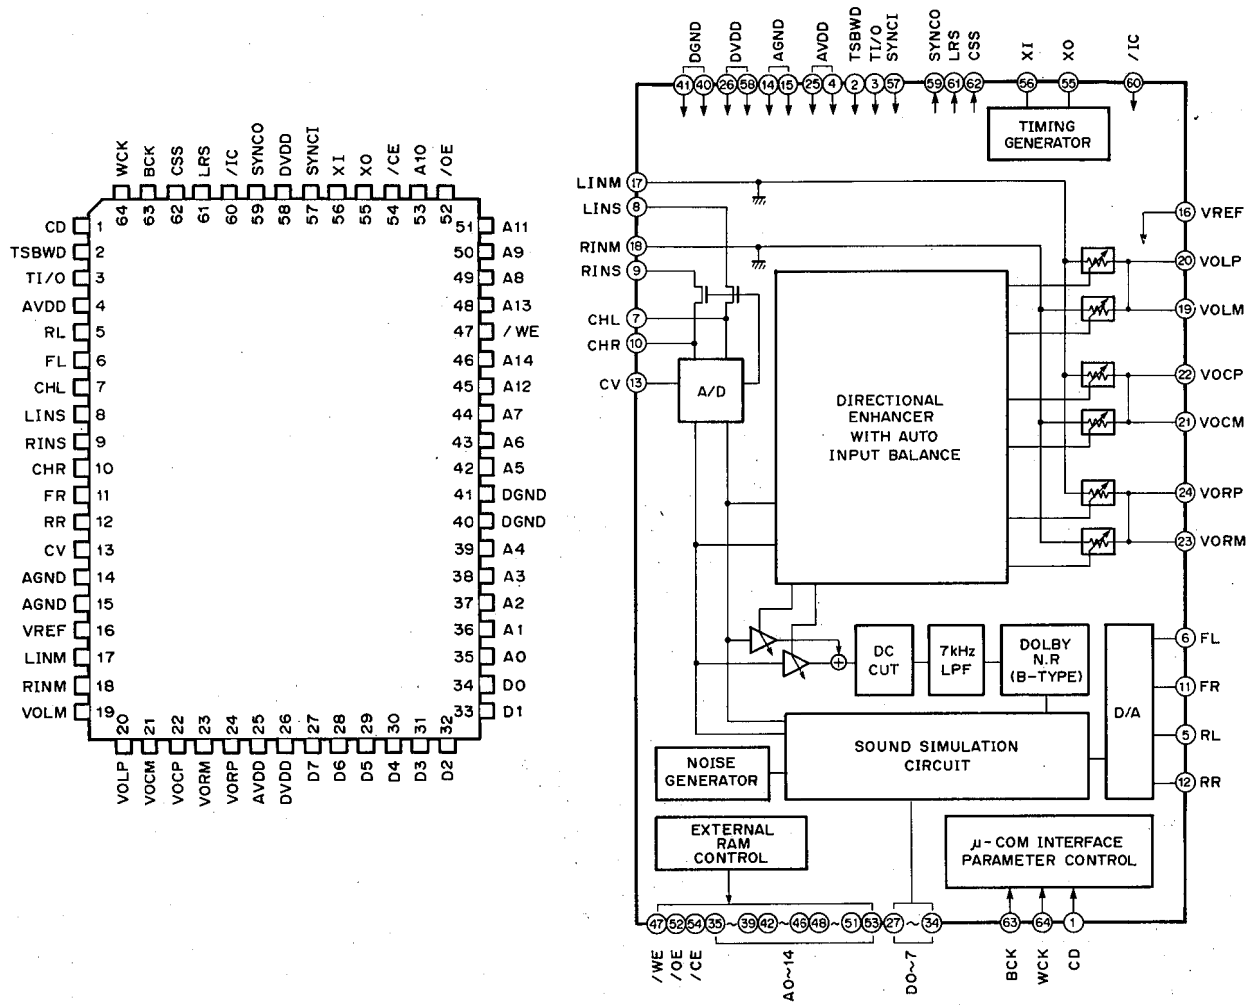 WCK BCK CSS LRS /IC SYNCO DVDD SYNCI XI XO /CE A10 /OE
64 63 62 61 60 59 58 57 56 55 54 53 52
CD 1 51 A11
TSBWD 2 50 A9
TI/O 3 49 A8
AVDD 4 48 A13
RL 5 47 /WE
FL 6 46 A14
CHL 7 45 A12
LINS 8 44 A7
RINS 9 43 A6
CHR 10 42 A5
FR 11 41 DGND
RR 12 40 DGND
CV 13 39 A4
AGND 14 38 A3
AGND 15 37 A2
VREF 16 36 A1
LINM 17 35 A0
RINM 18 34 D0
VOLM 19 33 D1
20 21 22 23 24 25 26 27 28 29 30 31 32
VOLP VOCM VOCP VORM VORP AVDD DVDD D7 D6 D5 D4 D3 D2
DGND DVDD AGND AVDD TSBWD TI/O SYNCI SYNCO LRS CSS XI XO /IC
41 40 26 58 14 15 25 4 2 3 57 59 61 62 56 55 60
TIMING
GENERATOR
LINM 17
LINS 8
RINM 18
RINS 9
CHL 7
CHR 10
CV 13
A/D
DIRECTIONAL
ENHANCER
WITH AUTO
INPUT BALANCE
16 VREF
20 VOLP
19 VOLM
22 VOCP
21 VOCM
24 VORP
23 VORM
+
DC
CUT
7kHz
LPF
DOLBY
N.R
(B-TYPE)
D/A
6 FL
11 FR
5 RL
12 RR
SOUND SIMULATION
CIRCUIT
NOISE
GENERATOR
EXTERNAL
RAM
CONTROL
μ-COM INTERFACE
PARAMETER CONTROL
47 52 54 35 ~ 39 42 ~ 46 48 ~ 51 53 27 ~ 34 63 64 1
/WE /OE /CE A0~14 D0~7 BCK WCK CD